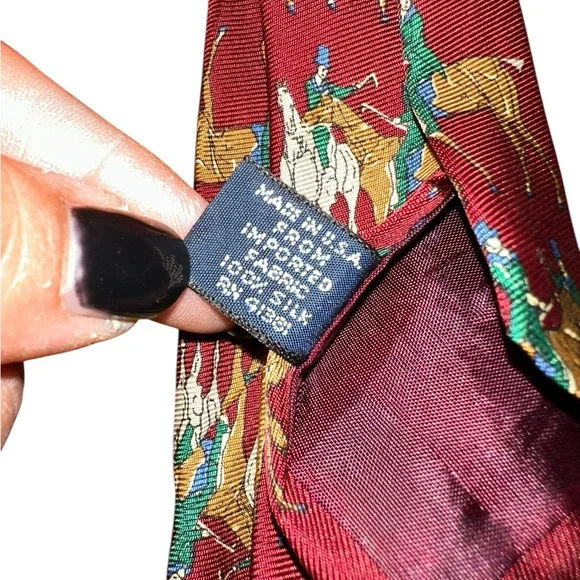 MADE IN U.S.A.
FROM
IMPORTED
FABRIC
100% SILK
RN 41381